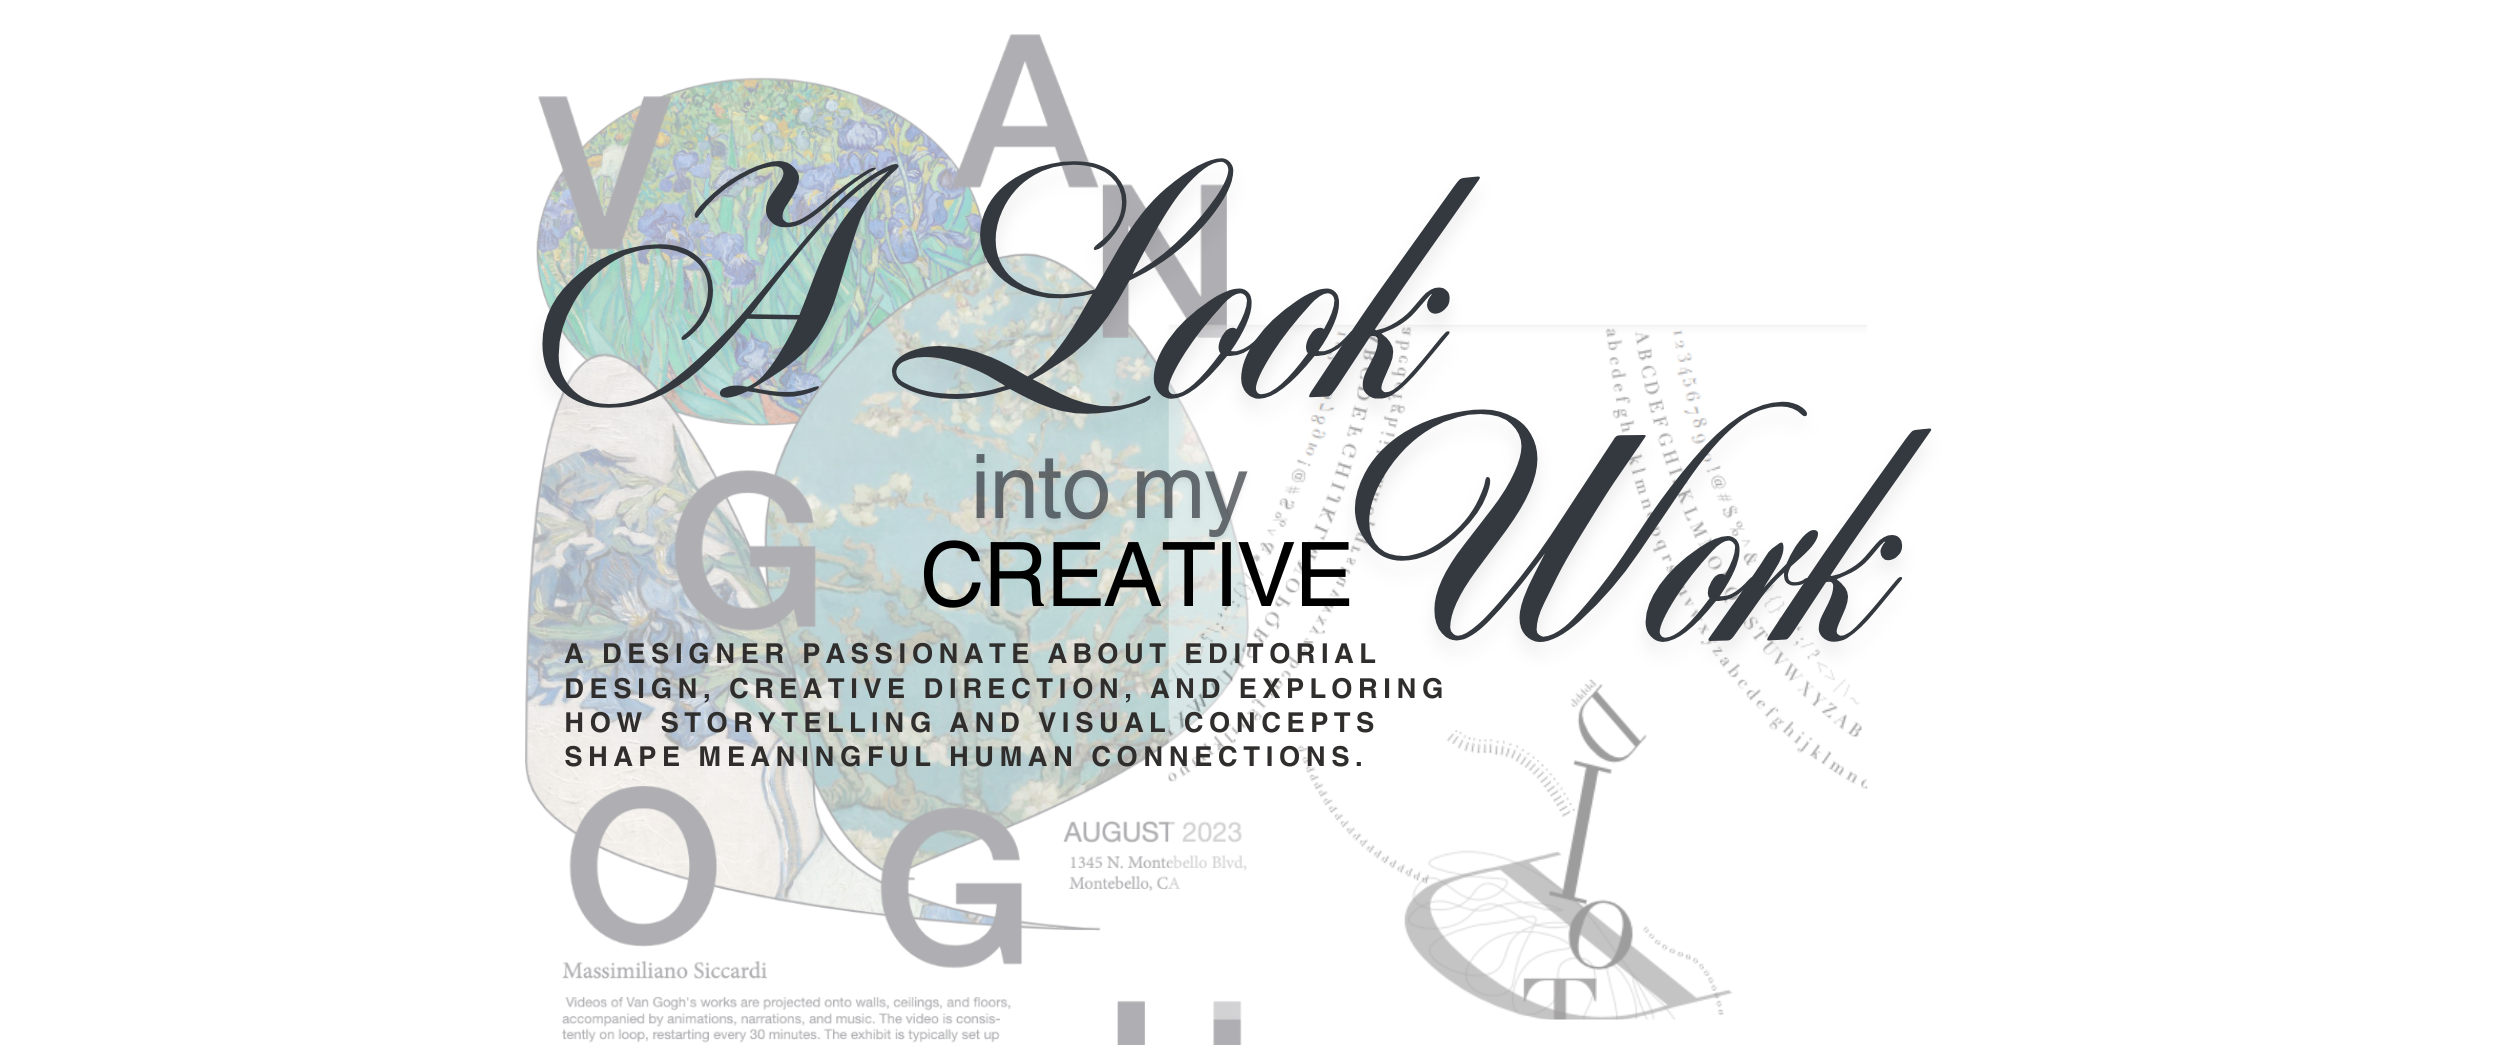 V A N
A Look
into my
CREATIVE
Work
G
A DESIGNER PASSIONATE ABOUT EDITORIAL
DESIGN, CREATIVE DIRECTION, AND EXPLORING
HOW STORYTELLING AND VISUAL CONCEPTS
SHAPE MEANINGFUL HUMAN CONNECTIONS.
O G
AUGUST 2023
1345 N. Montebello Blvd,
Montebello, CA
Massimiliano Siccardi
Videos of Van Gogh's works are projected onto walls, ceilings, and floors,
accompanied by animations, narrations, and music. The video is consis-
tently on loop, restarting every 30 minutes. The exhibit is typically set up
D
I
o
T